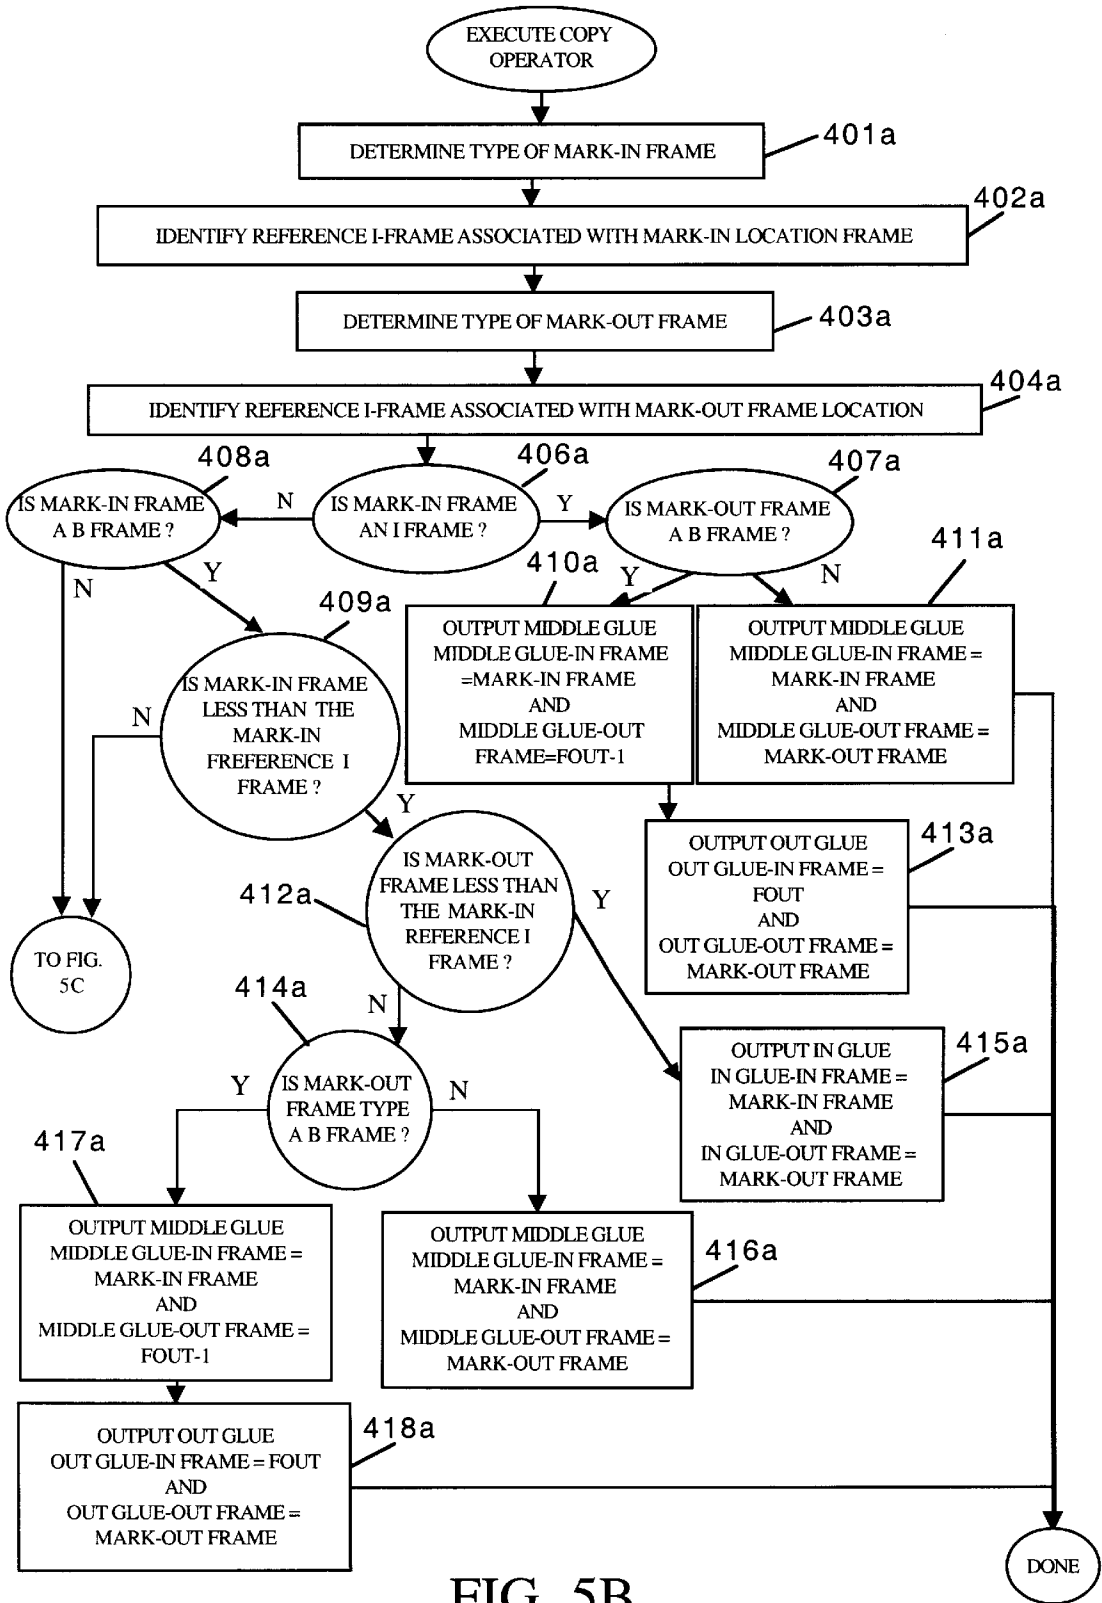 EXECUTE COPY
OPERATOR
DETERMINE TYPE OF MARK-IN FRAME
401a
IDENTIFY REFERENCE I-FRAME ASSOCIATED WITH MARK-IN LOCATION FRAME
402a
DETERMINE TYPE OF MARK-OUT FRAME
403a
IDENTIFY REFERENCE I-FRAME ASSOCIATED WITH MARK-OUT FRAME LOCATION
404a
408a
IS MARK-IN FRAME
A B FRAME ?
N
406a
IS MARK-IN FRAME
AN I FRAME ?
Y
407a
IS MARK-OUT FRAME
A B FRAME ?
N
Y
409a
IS MARK-IN FRAME
LESS THAN THE
MARK-IN
FREFERENCE I
FRAME ?
N
Y
410a
Y
OUTPUT MIDDLE GLUE
MIDDLE GLUE-IN FRAME
=MARK-IN FRAME
AND
MIDDLE GLUE-OUT
FRAME=FOUT-1
N
411a
OUTPUT MIDDLE GLUE
MIDDLE GLUE-IN FRAME =
MARK-IN FRAME
AND
MIDDLE GLUE-OUT FRAME =
MARK-OUT FRAME
412a
IS MARK-OUT
FRAME LESS THAN
THE MARK-IN
REFERENCE I
FRAME ?
Y
N
413a
OUTPUT OUT GLUE
OUT GLUE-IN FRAME =
FOUT
AND
OUT GLUE-OUT FRAME =
MARK-OUT FRAME
TO FIG.
5C
414a
IS MARK-OUT
FRAME TYPE
A B FRAME ?
Y
N
415a
OUTPUT IN GLUE
IN GLUE-IN FRAME =
MARK-IN FRAME
AND
IN GLUE-OUT FRAME =
MARK-OUT FRAME
417a
OUTPUT MIDDLE GLUE
MIDDLE GLUE-IN FRAME =
MARK-IN FRAME
AND
MIDDLE GLUE-OUT FRAME =
FOUT-1
416a
OUTPUT MIDDLE GLUE
MIDDLE GLUE-IN FRAME =
MARK-IN FRAME
AND
MIDDLE GLUE-OUT FRAME =
MARK-OUT FRAME
418a
OUTPUT OUT GLUE
OUT GLUE-IN FRAME = FOUT
AND
OUT GLUE-OUT FRAME =
MARK-OUT FRAME
DONE
FIG. 5B